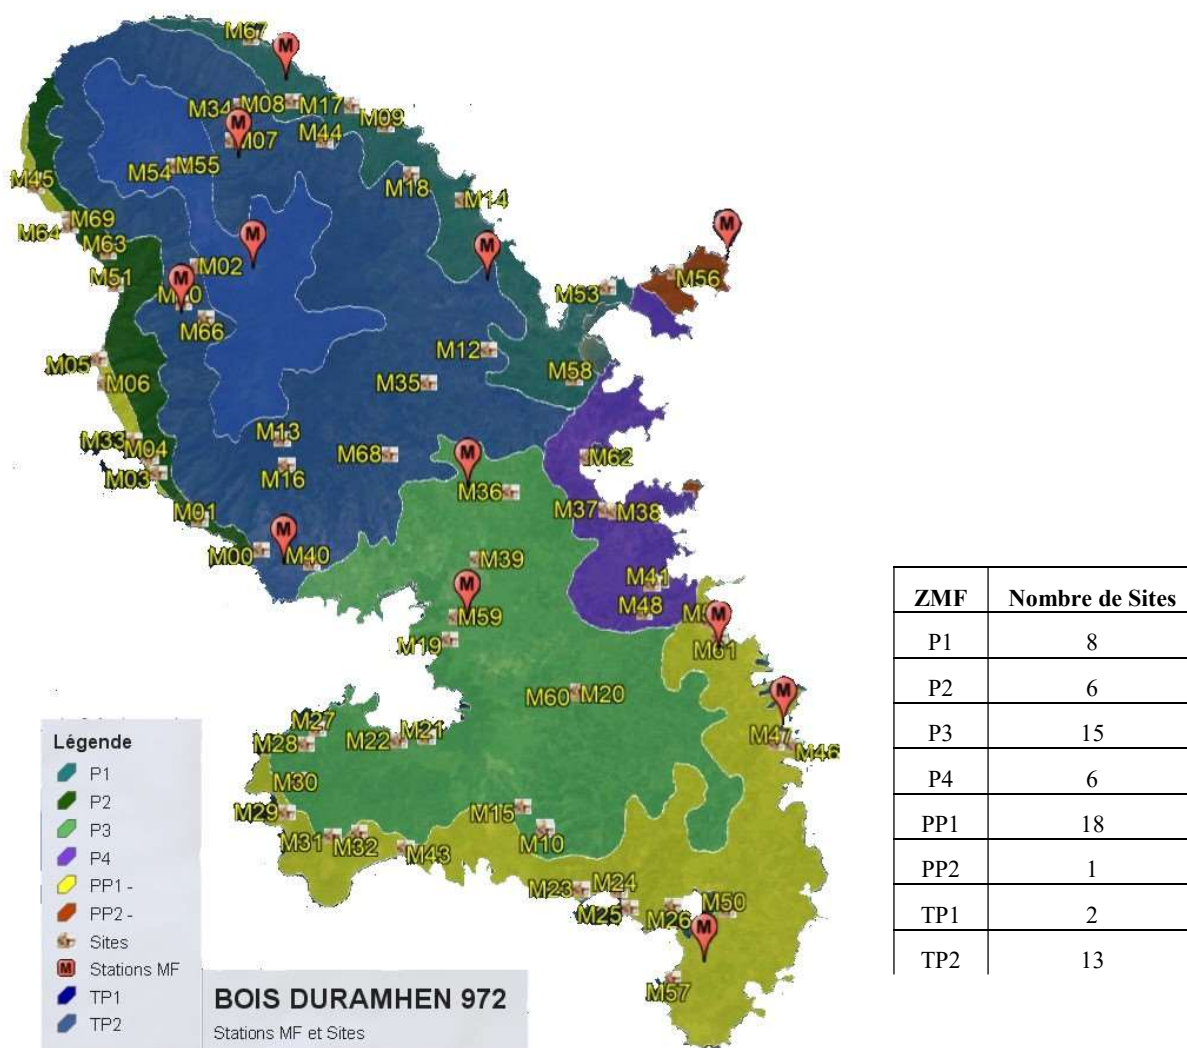 M67
M
M34 M08 M17
M M09
M07 M44
M54 M55
M45 M18 M14
M69
M64 M M M
M63
M51 M02 M56
M M53
M66
M12
M05 M58
M06 M35
M33 M13
M04 M68 M M62
M03 M16
M36 M37 M38
M01
M00 M M40 M39
M41
M M59 M48
M19 M M61
M60 M20
M
M27 M21 M47 M46
M28 M22
M30
M29 M15
M31 M32 M43 M10
M23 M24
M25 M26 M50
M
M57
ZMF Nombre de Sites
P1 8
P2 6
P3 15
P4 6
PP1 18
PP2 1
TP1 2
TP2 13
Légende
P1
P2
P3
P4
PP1 -
PP2 -
Sites
M Stations MF
TP1
TP2
BOIS DURAMHEN 972
Stations MF et Sites